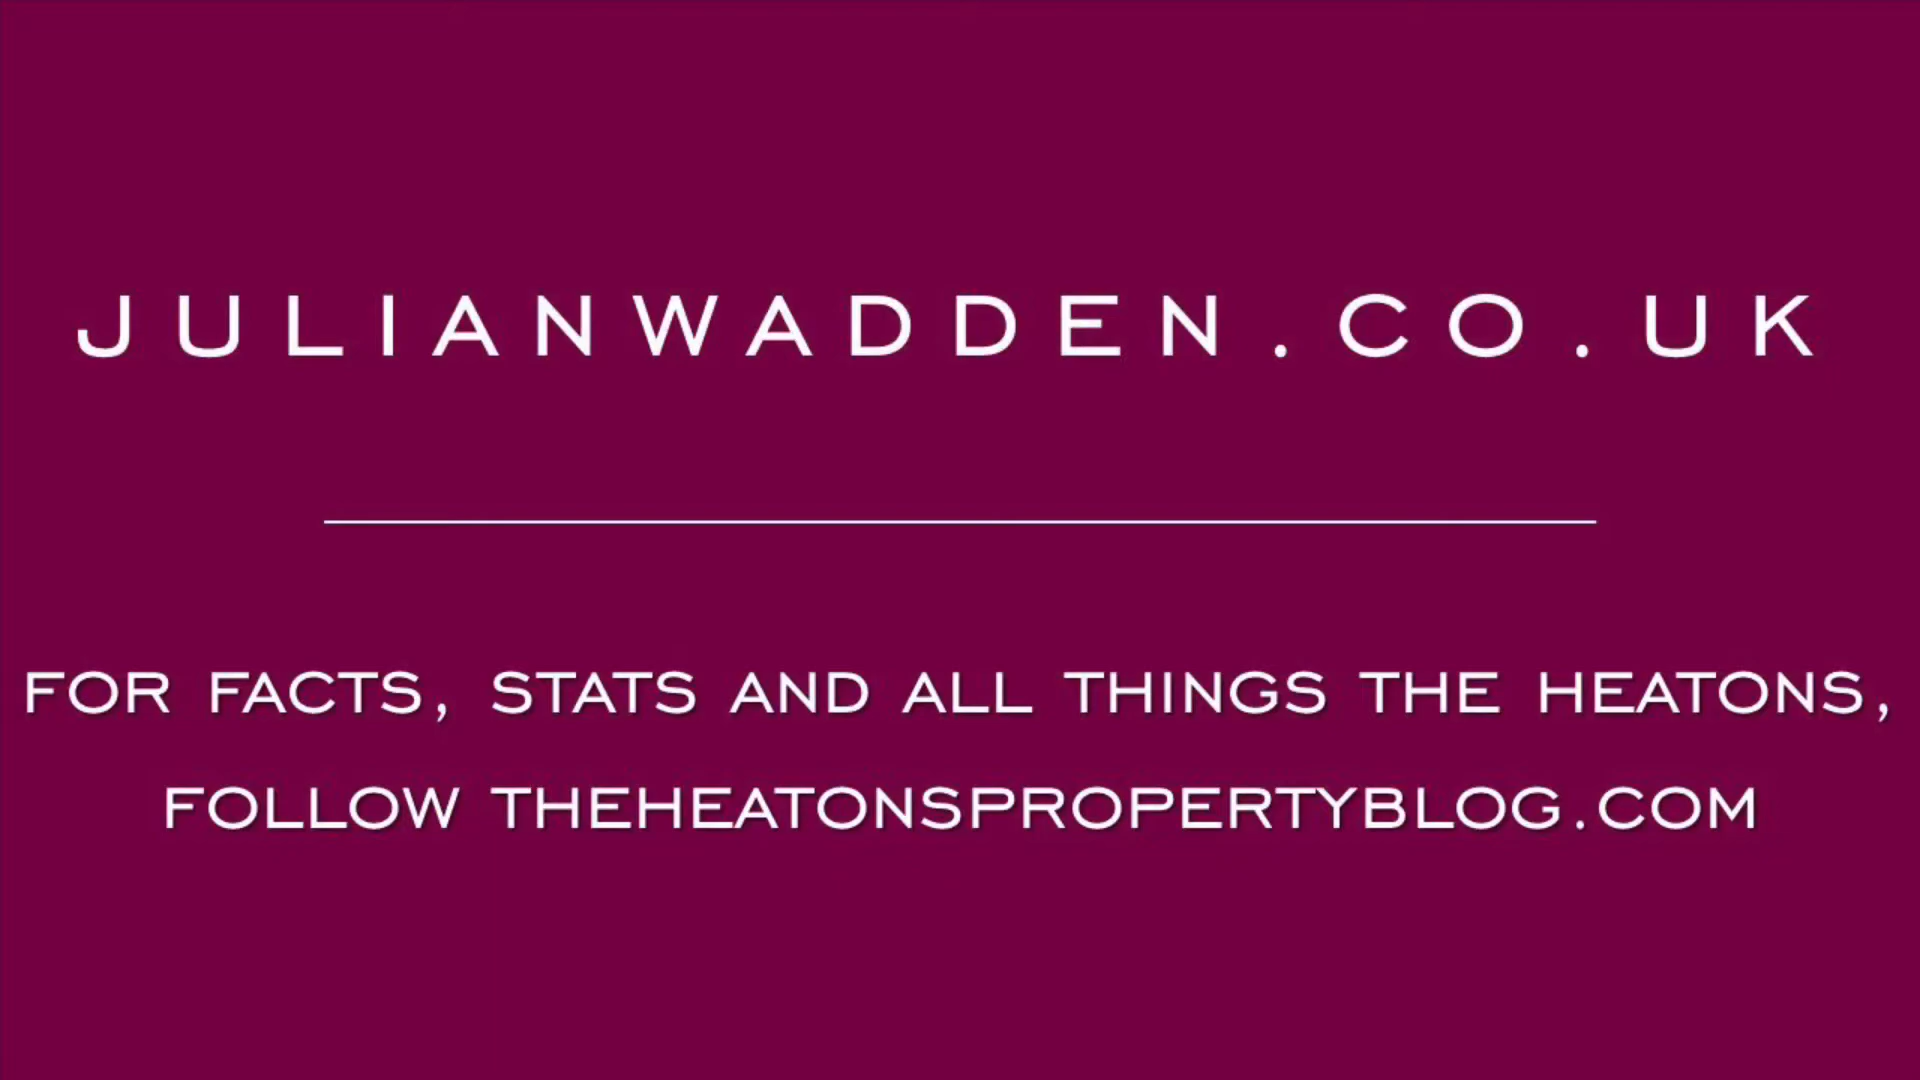 JULIANWADDEN.CO.UK
FOR FACTS, STATS AND ALL THINGS THE HEATONS,
FOLLOW THEHEATONSPROPERTYBLOG.COM